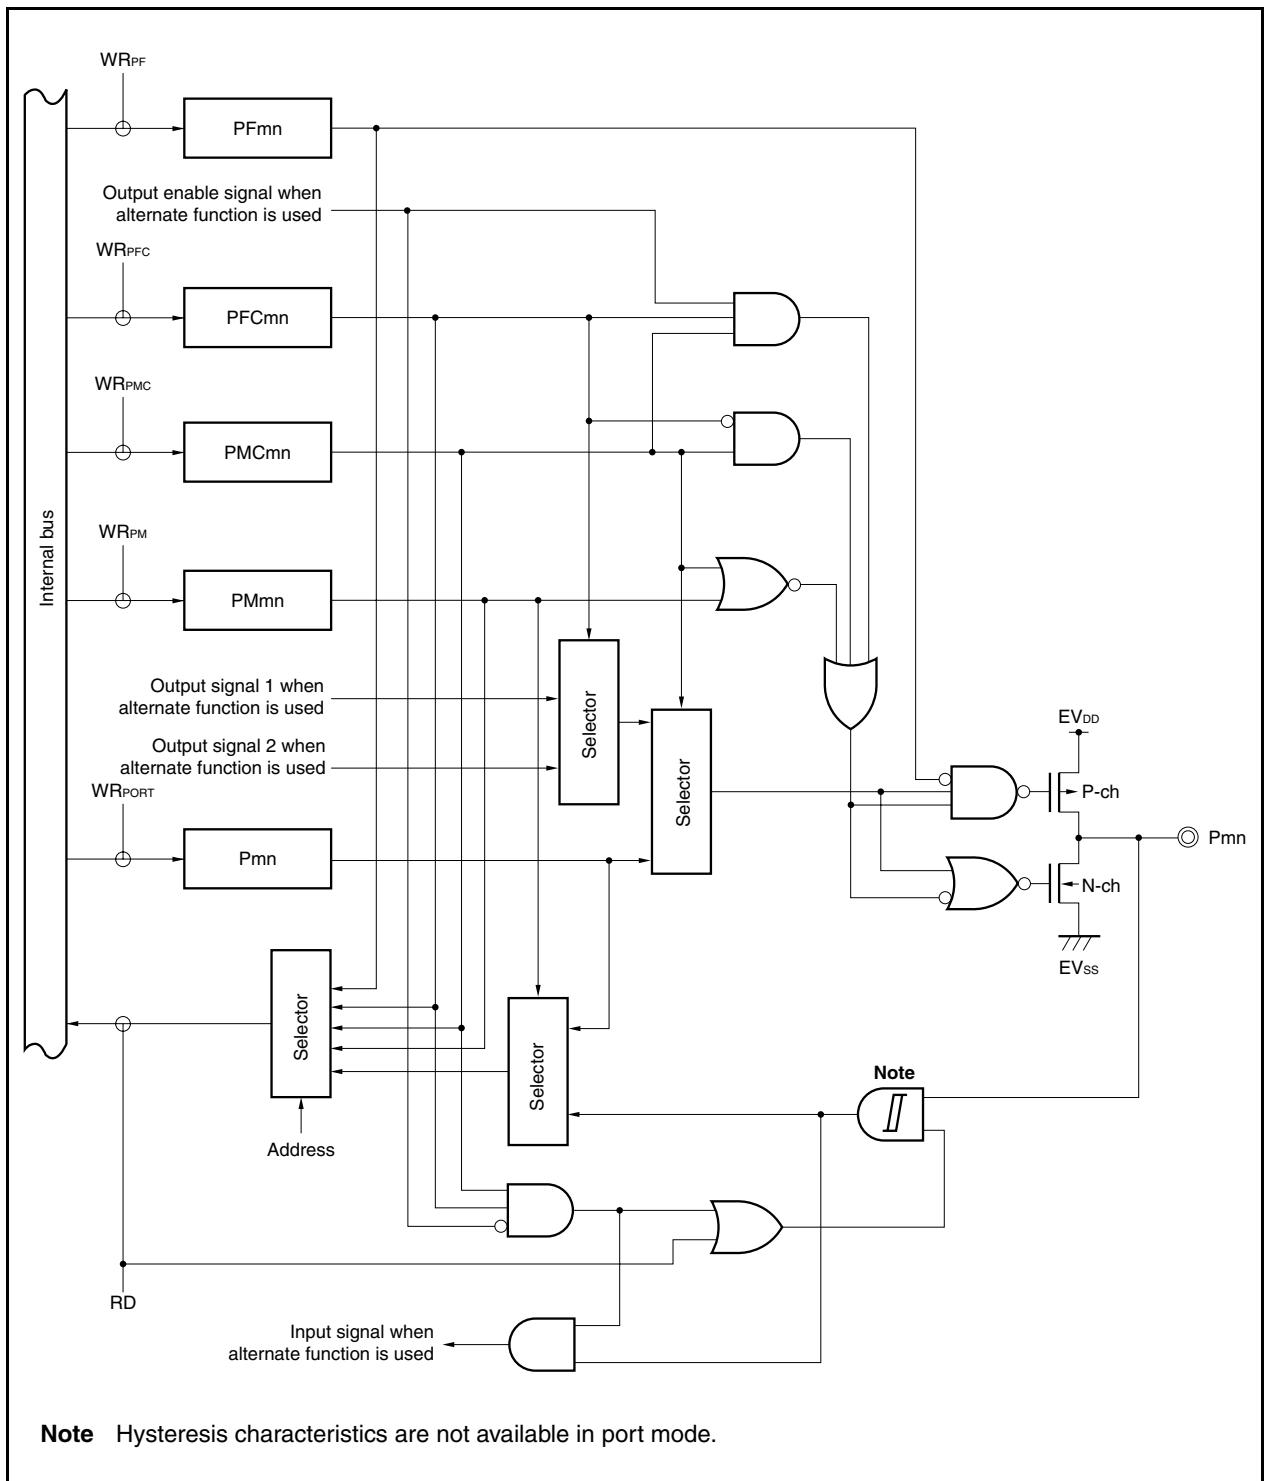 WRPF
PFmn
Output enable signal when
alternate function is used
WRPFC
PFCmn
WRPMC
PMCmn
Internal bus
WRPM
PMmn
Output signal 1 when
alternate function is used
Selector
Output signal 2 when
alternate function is used
Selector
EVDD
P-ch
WRPORT
Pmn
Pmn
N-ch
EVSS
Selector
Selector
Note
Address
RD
Input signal when
alternate function is used
Note Hysteresis characteristics are not available in port mode.